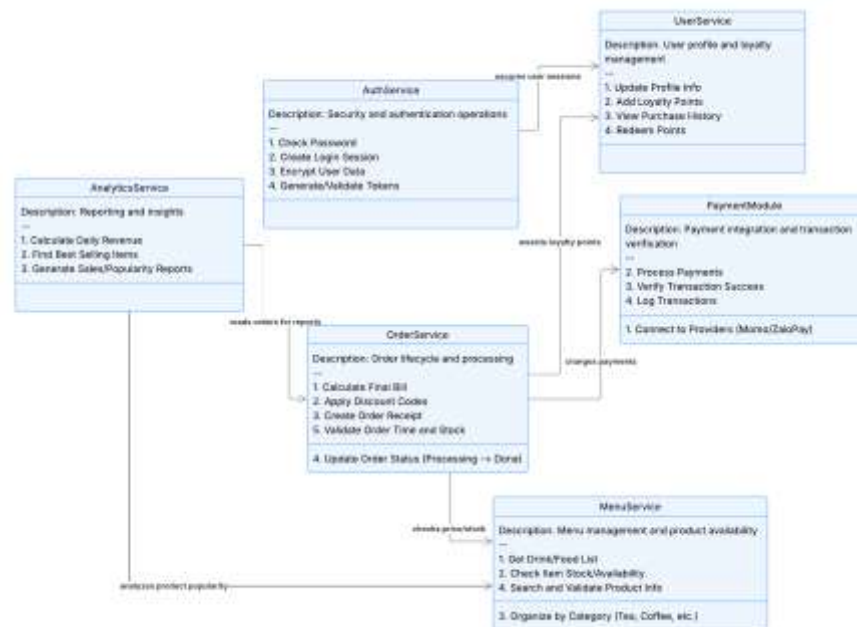 UserService
Description: User profile and loyalty
management
--
1. Update Profile Info
2. Add Loyalty Points
3. View Purchase History
4. Redeem Points
AuthService
Description: Security and authentication operations
--
1. Check Password
2. Create Login Session
3. Encrypt User Data
4. Generate/Validate Tokens
user sessions
AnalyticsService
Description: Reporting and insights
--
1. Calculate Daily Revenue
2. Find Best Selling Items
3. Generate Sales/Popularity Reports
PaymentModule
Description: Payment integration and transaction
verification
--
2. Process Payments
3. Verify Transaction Success
4. Log Transactions
1. Connect to Providers (Momo/ZaloPay)
loyalty points
reads orders for reports
OrderService
Description: Order lifecycle and processing
--
1. Calculate Final Bill
2. Apply Discount Codes
3. Create Order Receipt
5. Validate Order Time and Stock
4. Update Order Status (Processing → Done)
charges payments
checks price/stock
MenuService
Description: Menu management and product availability
--
1. Get Drink/Food List
2. Check Item Stock/Availability
4. Search and Validate Product Info
3. Organize by Category (Tea, Coffee, etc.)
analyzes product popularity